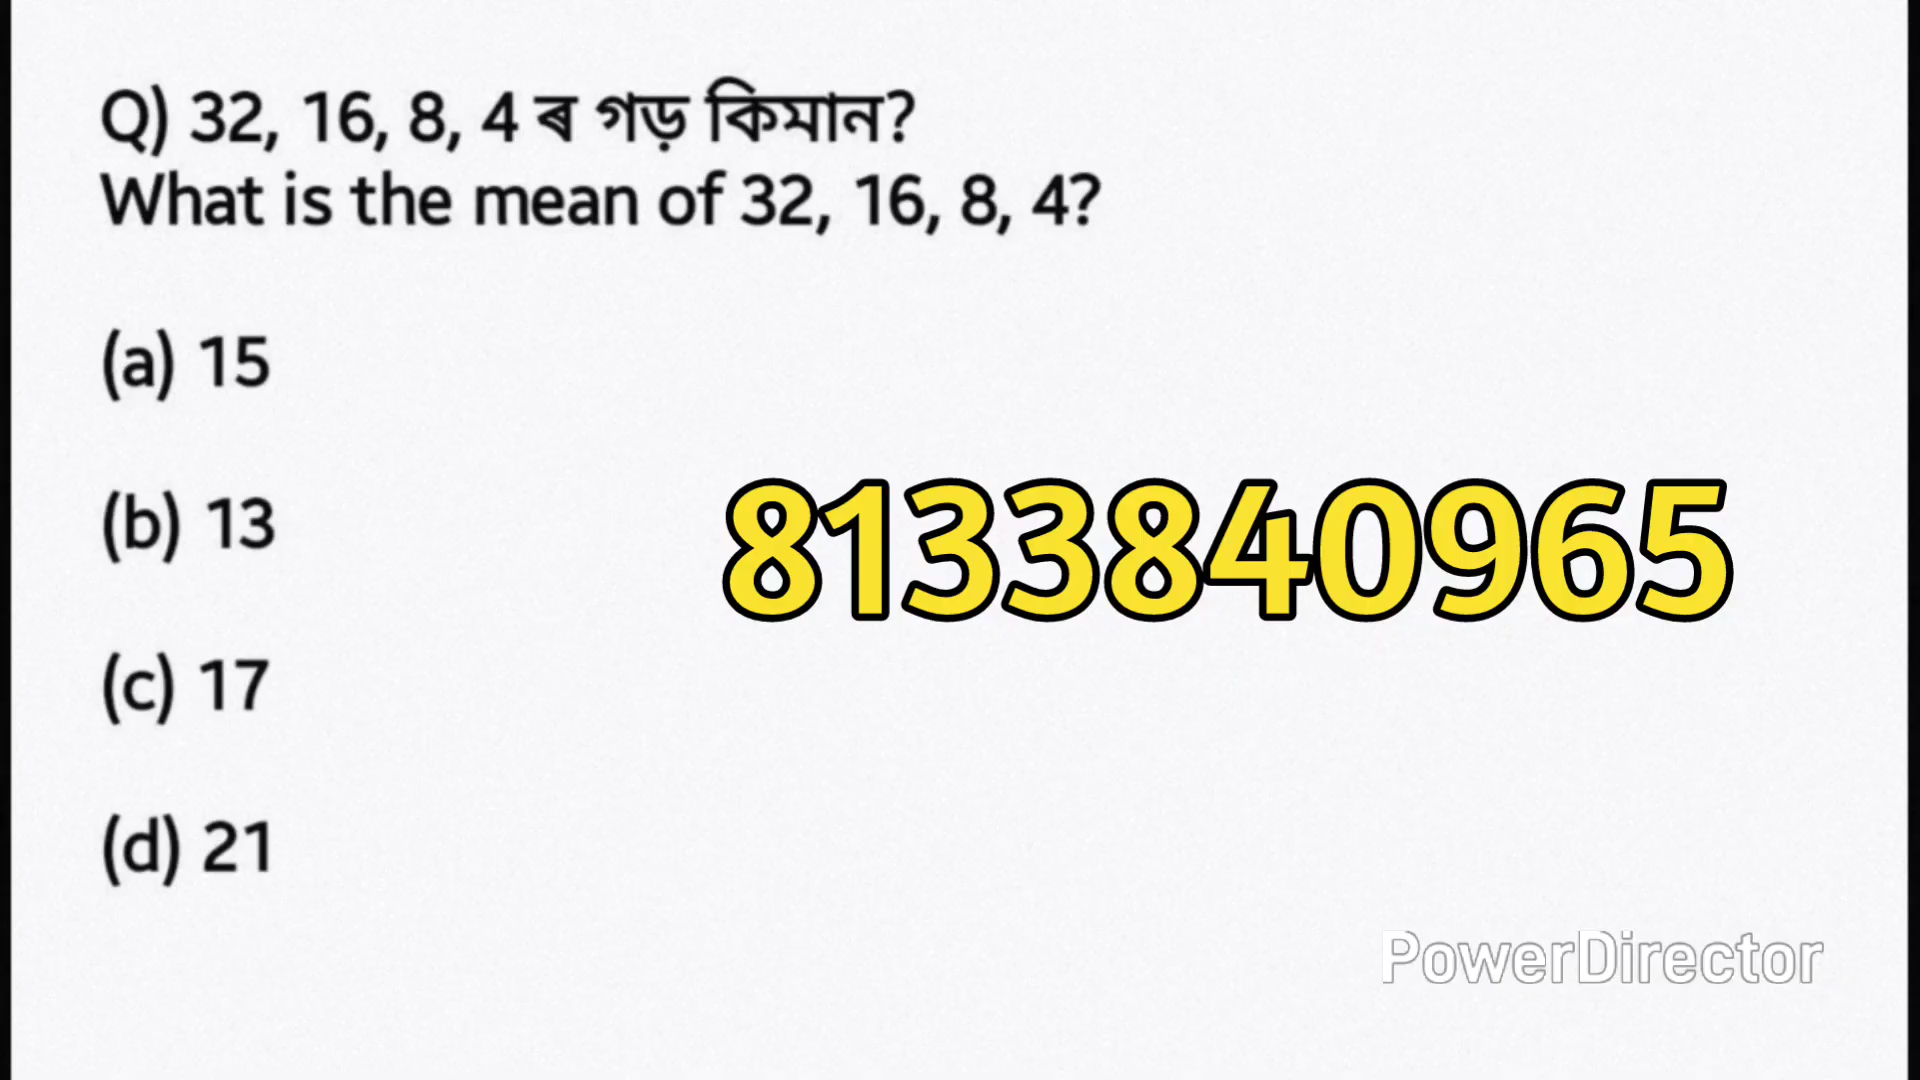 Q) 32, 16, 8, 4 ৰ গড় কিমান?
What is the mean of 32, 16, 8, 4?
(a) 15
(b) 13
8133840965
(c) 17
(d) 21
PowerDirector